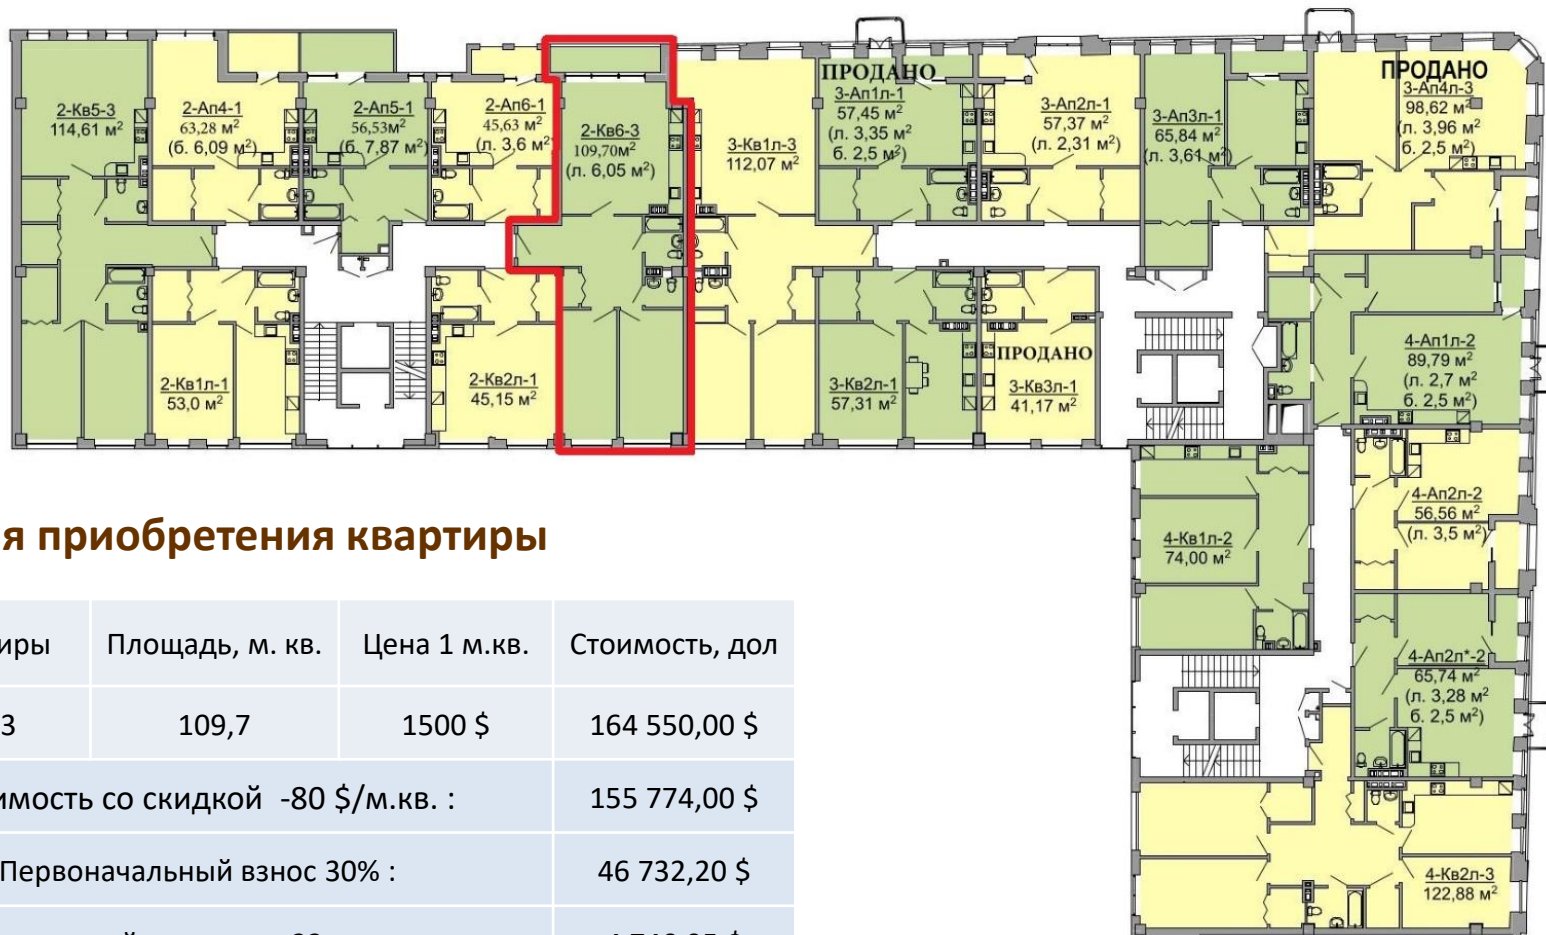 2-Кв5-3
114,61 м²
2-Ап4-1
63,28 м²
(б. 6,09 м²)
2-Ап5-1
56,53м²
(б. 7,87 м²)
2-Ап6-1
45,63 м²
(л. 3,6 м²)
2-Кв6-3
109,70м²
(л. 6,05 м²)
3-Кв1л-3
112,07 м²
ПРОДАНО
3-Ап1л-1
57,45 м²
(л. 3,35 м²
б. 2,5 м²)
3-Ап2л-1
57,37 м²
(л. 2,31 м²)
3-Ап3л-1
65,84 м²
(л. 3,61 м²)
ПРОДАНО
3-Ап4л-3
98,62 м²
(л. 3,96 м²
б. 2,5 м²)
2-Кв1л-1
53,0 м²
2-Кв2л-1
45,15 м²
3-Кв2л-1
57,31 м²
ПРОДАНО
3-Кв3л-1
41,17 м²
4-Ап1л-2
89,79 м²
(л. 2,7 м²
б. 2,5 м²)
4-Ап2л-2
56,56 м²
(л. 3,5 м²)
4-Кв1л-2
74,00 м²
4-Ап2л*-2
65,74 м²
(л. 3,28 м²
б. 2,5 м²)
4-Кв2л-3
122,88 м²
я приобретения квартиры
иры Площадь, м. кв. Цена 1 м.кв. Стоимость, дол
3 109,7 1500 $ 164 550,00 $
имость со скидкой -80 $/м.кв. : 155 774,00 $
Первоначальный взнос 30% : 46 732,20 $